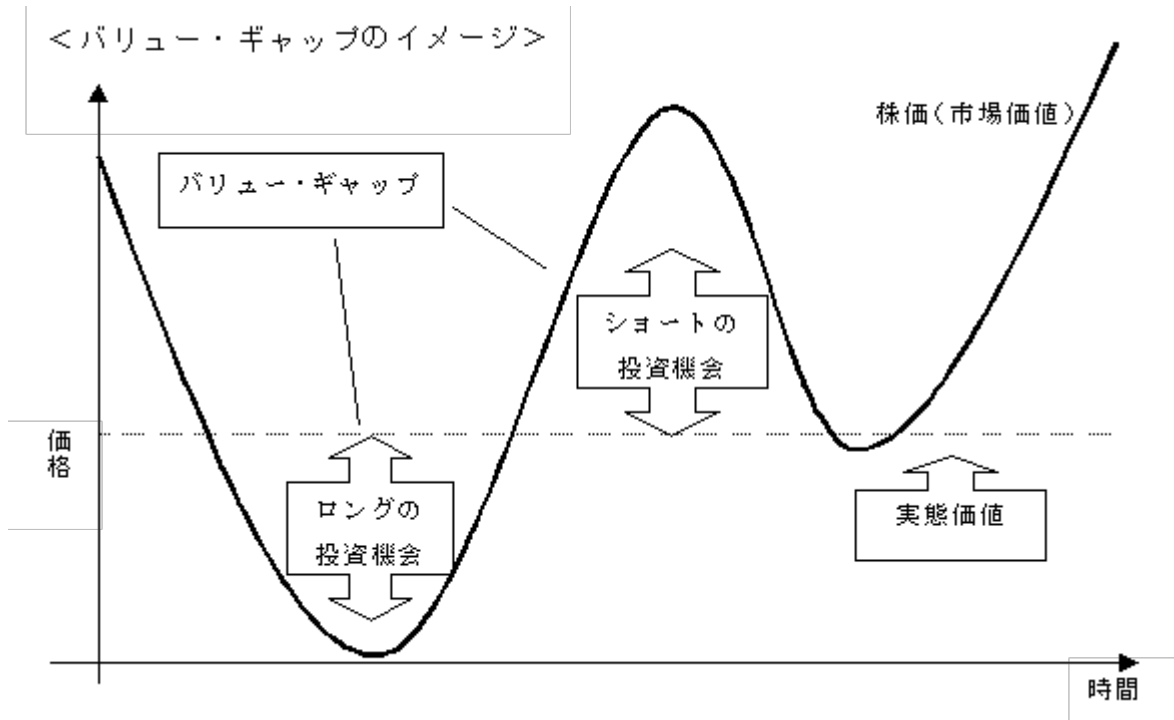 ＜バリュー・ギャップのイメージ＞
株価（市場価値）
バリュー・ギャップ
ショートの
投資機会
価
格
ロングの
投資機会
実態価値
時間